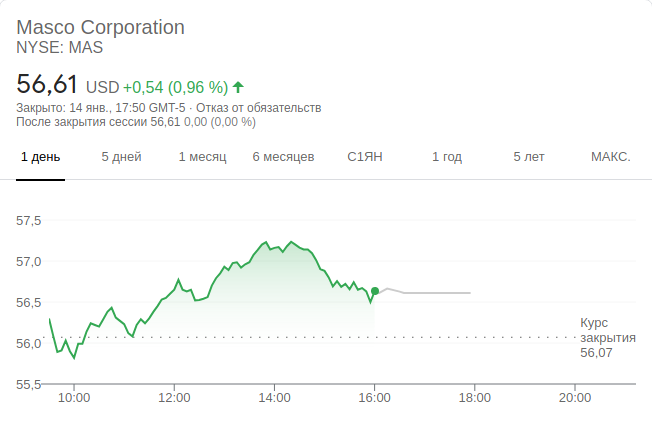 Masco Corporation
NYSE: MAS
56,61 USD +0,54 (0,96 %)
Закрыто: 14 янв., 17:50 GMT-5 · Отказ от обязательств
После закрытия сессии 56,61 0,00 (0,00 %)
1 день 5 дней 1 месяц 6 месяцев С1ЯН 1 год 5 лет МАКС.
57,5
57,0
56,5
56,0
55,5
Курс
закрытия
56,07
10:00 12:00 14:00 16:00 18:00 20:00